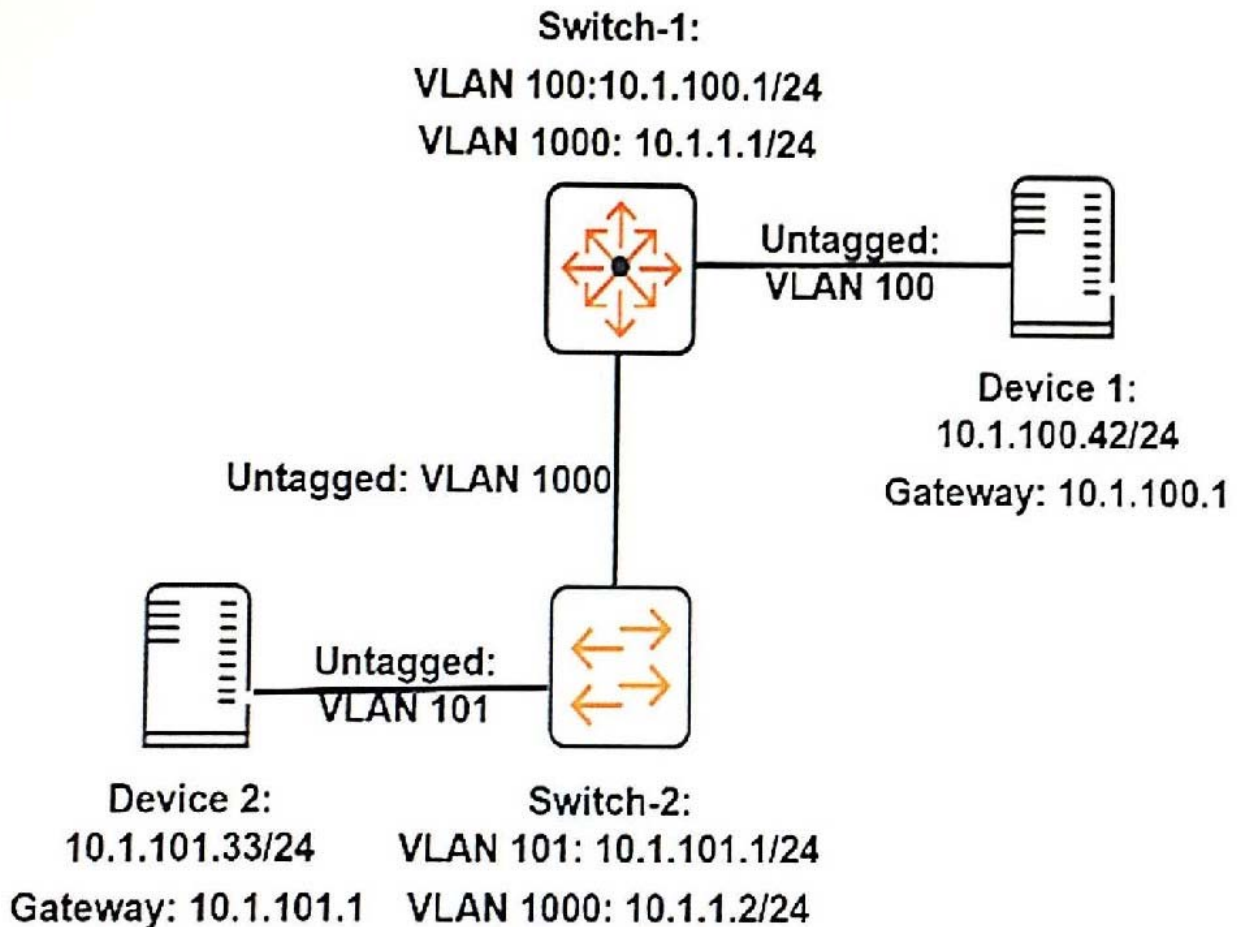 Switch-1:
VLAN 100:10.1.100.1/24
VLAN 1000: 10.1.1.1/24
Untagged:
VLAN 100
Device 1:
10.1.100.42/24
Gateway: 10.1.100.1
Untagged: VLAN 1000
Untagged:
VLAN 101
Device 2:
10.1.101.33/24
Gateway: 10.1.101.1
Switch-2:
VLAN 101: 10.1.101.1/24
VLAN 1000: 10.1.1.2/24